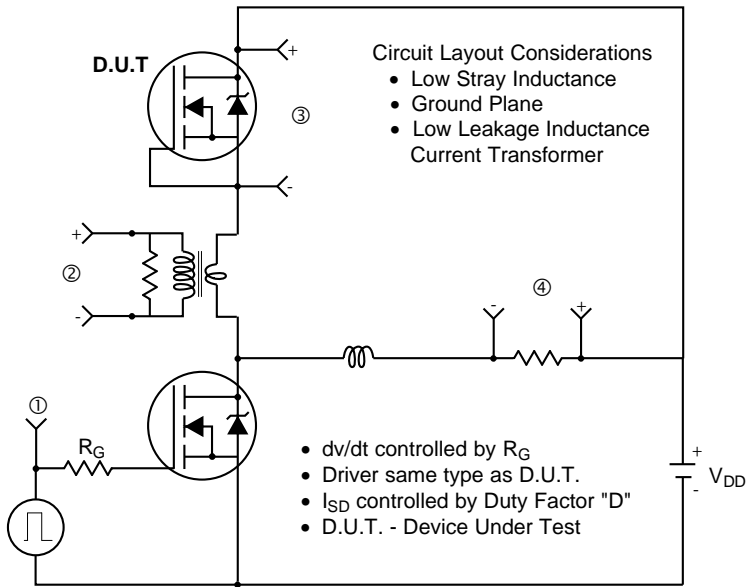 D.U.T
+
③
-
Circuit Layout Considerations
• Low Stray Inductance
• Ground Plane
• Low Leakage Inductance
Current Transformer
+
②
-
④
-
+
①
RG
• dv/dt controlled by RG
• Driver same type as D.U.T.
• ISD controlled by Duty Factor "D"
• D.U.T. - Device Under Test
+
VDD
-